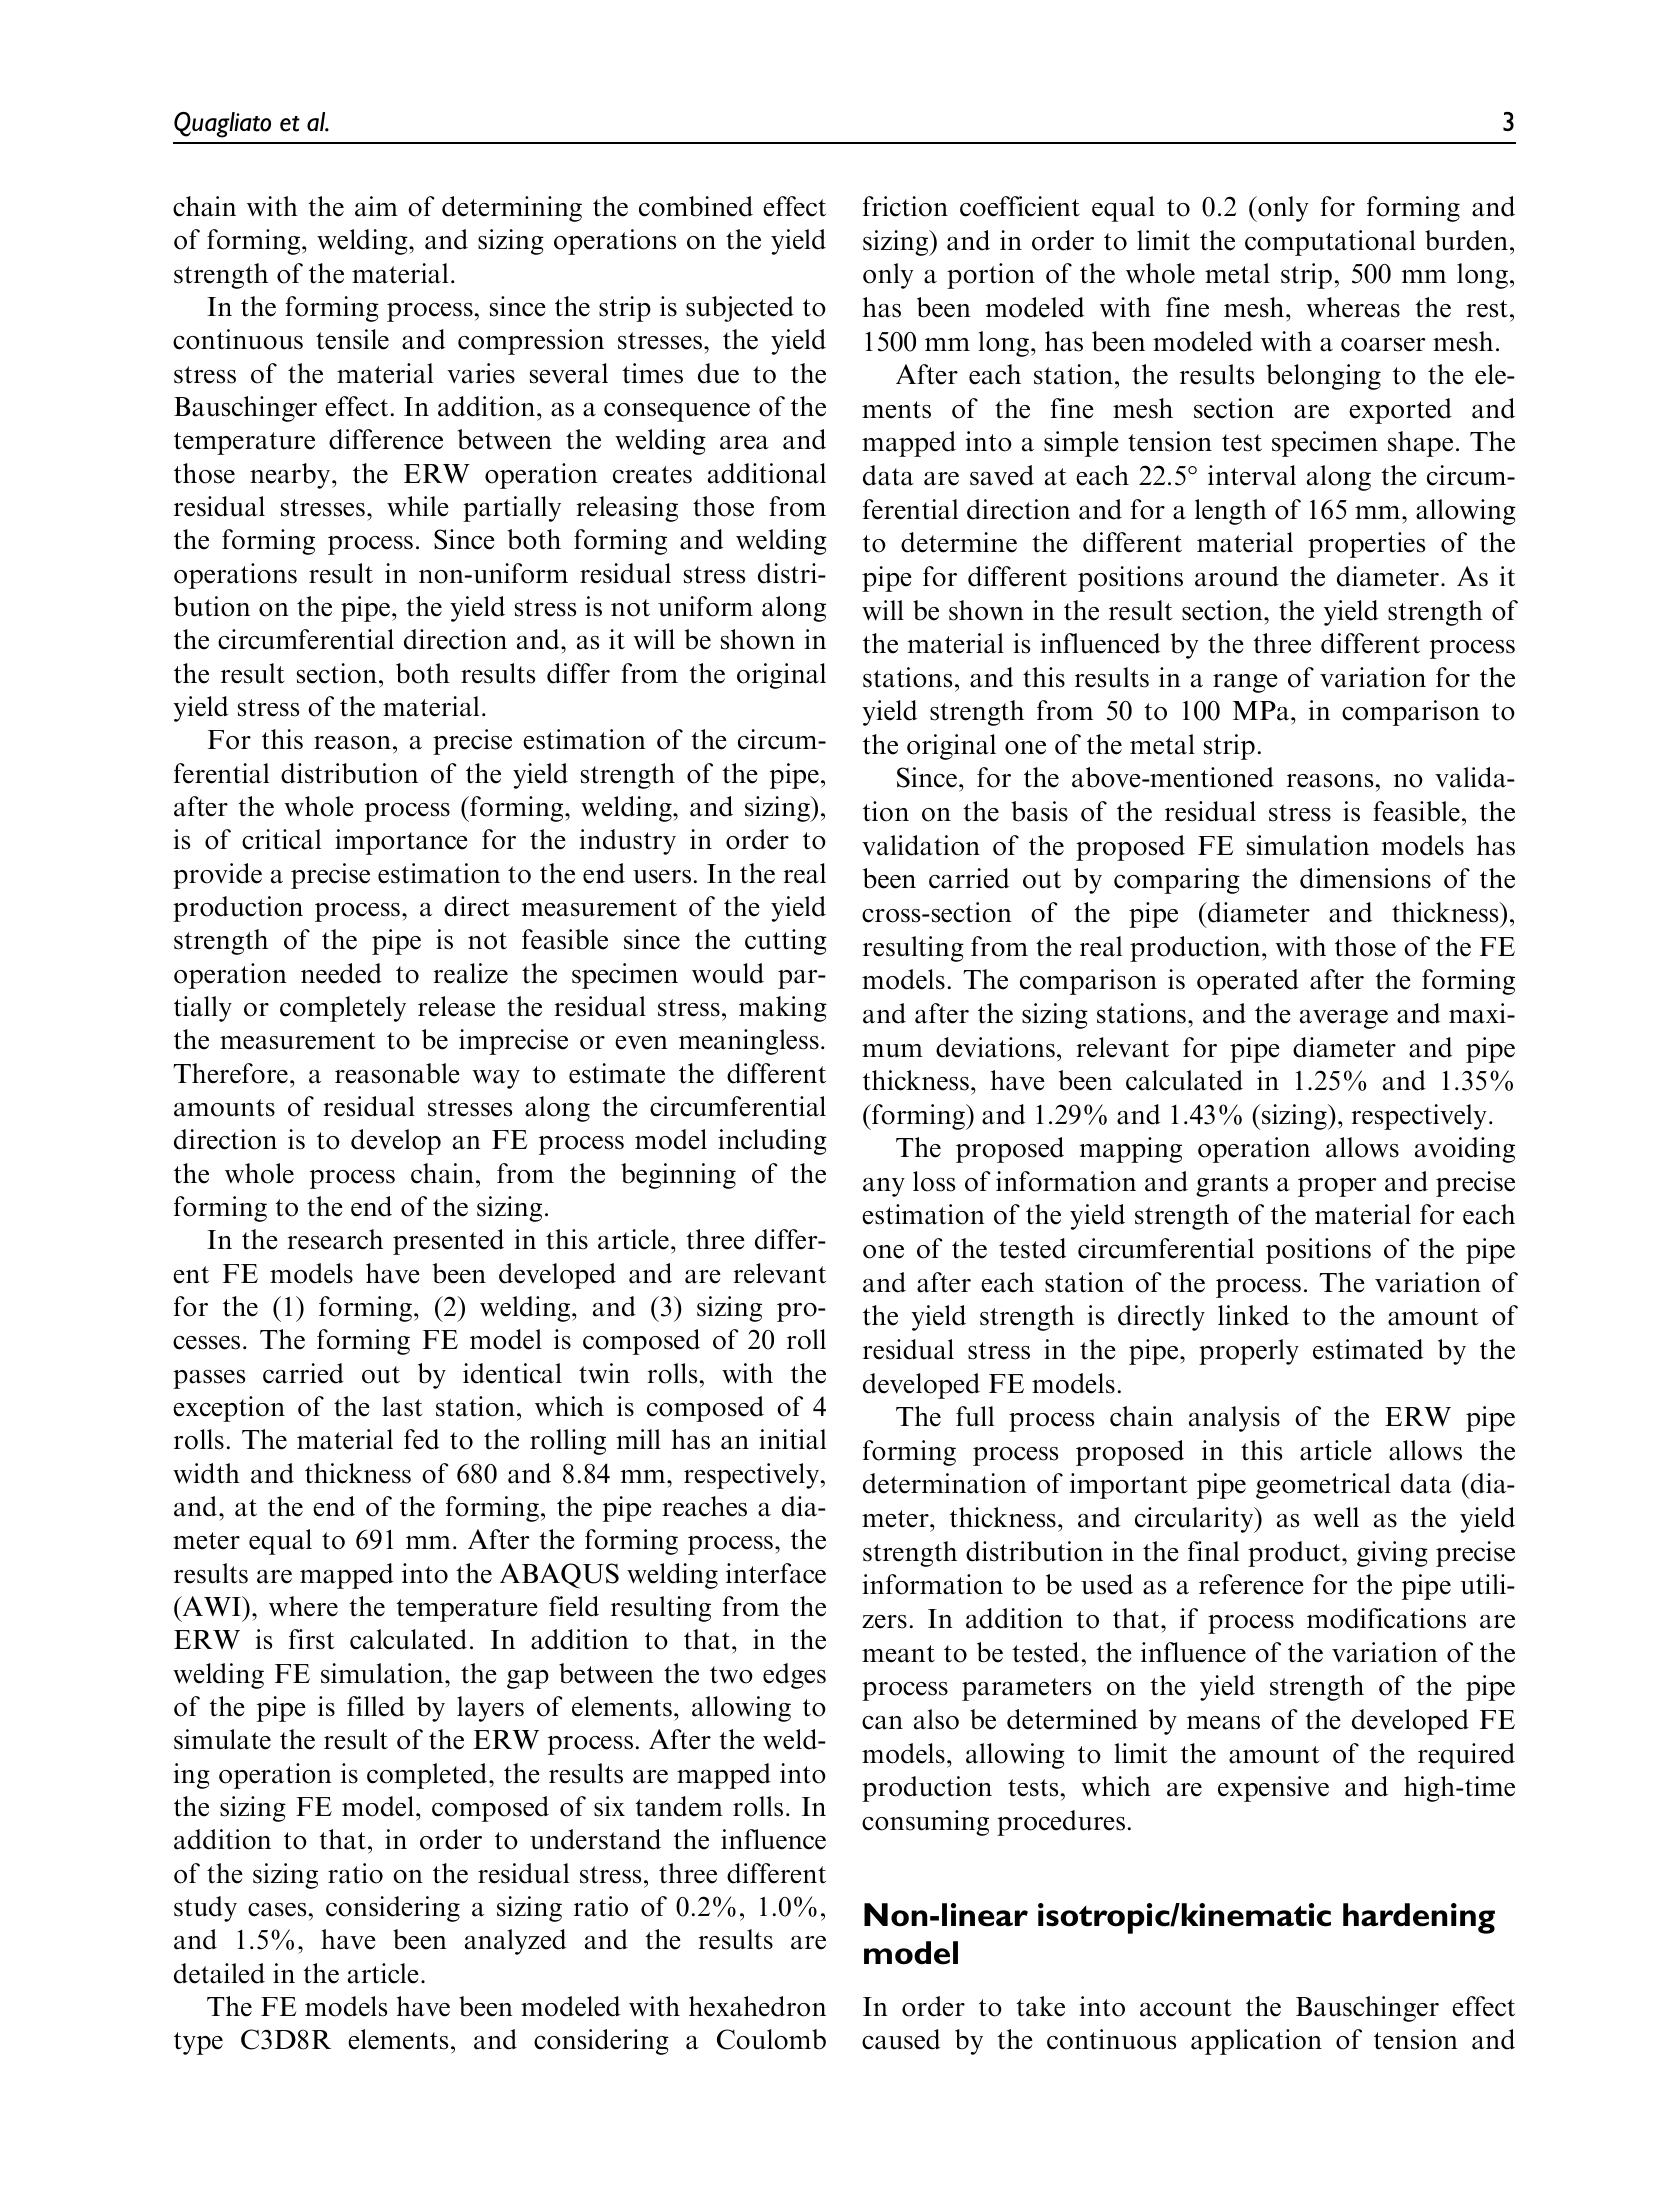 Quagliato et al.
3
chain with the aim of determining the combined effect
of forming, welding, and sizing operations on the yield
strength of the material.
In the forming process, since the strip is subjected to
continuous tensile and compression stresses, the yield
stress of the material varies several times due to the
Bauschinger effect. In addition, as a consequence of the
temperature difference between the welding area and
those nearby, the ERW operation creates additional
residual stresses, while partially releasing those from
the forming process. Since both forming and welding
operations result in non-uniform residual stress distri-
bution on the pipe, the yield stress is not uniform along
the circumferential direction and, as it will be shown in
the result section, both results differ from the original
yield stress of the material.
For this reason, a precise estimation of the circum-
ferential distribution of the yield strength of the pipe,
after the whole process (forming, welding, and sizing),
is of critical importance for the industry in order to
provide a precise estimation to the end users. In the real
production process, a direct measurement of the yield
strength of the pipe is not feasible since the cutting
operation needed to realize the specimen would par-
tially or completely release the residual stress, making
the measurement to be imprecise or even meaningless.
Therefore, a reasonable way to estimate the different
amounts of residual stresses along the circumferential
direction is to develop an FE process model including
the whole process chain, from the beginning of the
forming to the end of the sizing.
In the research presented in this article, three differ-
ent FE models have been developed and are relevant
for the (1) forming, (2) welding, and (3) sizing pro-
cesses. The forming FE model is composed of 20 roll
passes carried out by identical twin rolls, with the
exception of the last station, which is composed of 4
rolls. The material fed to the rolling mill has an initial
width and thickness of 680 and 8.84 mm, respectively,
and, at the end of the forming, the pipe reaches a dia-
meter equal to 691 mm. After the forming process, the
results are mapped into the ABAQUS welding interface
(AWI), where the temperature field resulting from the
ERW is first calculated. In addition to that, in the
welding FE simulation, the gap between the two edges
of the pipe is filled by layers of elements, allowing to
simulate the result of the ERW process. After the weld-
ing operation is completed, the results are mapped into
the sizing FE model, composed of six tandem rolls. In
addition to that, in order to understand the influence
of the sizing ratio on the residual stress, three different
study cases, considering a sizing ratio of 0.2%, 1.0%,
and 1.5%, have been analyzed and the results are
detailed in the article.
The FE models have been modeled with hexahedron
type C3D8R elements, and considering a Coulomb
friction coefficient equal to 0.2 (only for forming and
sizing) and in order to limit the computational burden,
only a portion of the whole metal strip, 500 mm long,
has been modeled with fine mesh, whereas the rest,
1500 mm long, has been modeled with a coarser mesh.
After each station, the results belonging to the ele-
ments of the fine mesh section are exported and
mapped into a simple tension test specimen shape. The
data are saved at each 22.5° interval along the circum-
ferential direction and for a length of 165 mm, allowing
to determine the different material properties of the
pipe for different positions around the diameter. As it
will be shown in the result section, the yield strength of
the material is influenced by the three different process
stations, and this results in a range of variation for the
yield strength from 50 to 100 MPa, in comparison to
the original one of the metal strip.
Since, for the above-mentioned reasons, no valida-
tion on the basis of the residual stress is feasible, the
validation of the proposed FE simulation models has
been carried out by comparing the dimensions of the
cross-section of the pipe (diameter and thickness),
resulting from the real production, with those of the FE
models. The comparison is operated after the forming
and after the sizing stations, and the average and maxi-
mum deviations, relevant for pipe diameter and pipe
thickness, have been calculated in 1.25% and 1.35%
(forming) and 1.29% and 1.43% (sizing), respectively.
The proposed mapping operation allows avoiding
any loss of information and grants a proper and precise
estimation of the yield strength of the material for each
one of the tested circumferential positions of the pipe
and after each station of the process. The variation of
the yield strength is directly linked to the amount of
residual stress in the pipe, properly estimated by the
developed FE models.
The full process chain analysis of the ERW pipe
forming process proposed in this article allows the
determination of important pipe geometrical data (dia-
meter, thickness, and circularity) as well as the yield
strength distribution in the final product, giving precise
information to be used as a reference for the pipe utili-
zers. In addition to that, if process modifications are
meant to be tested, the influence of the variation of the
process parameters on the yield strength of the pipe
can also be determined by means of the developed FE
models, allowing to limit the amount of the required
production tests, which are expensive and high-time
consuming procedures.
Non-linear isotropic/kinematic hardening
model
In order to take into account the Bauschinger effect
caused by the continuous application of tension and